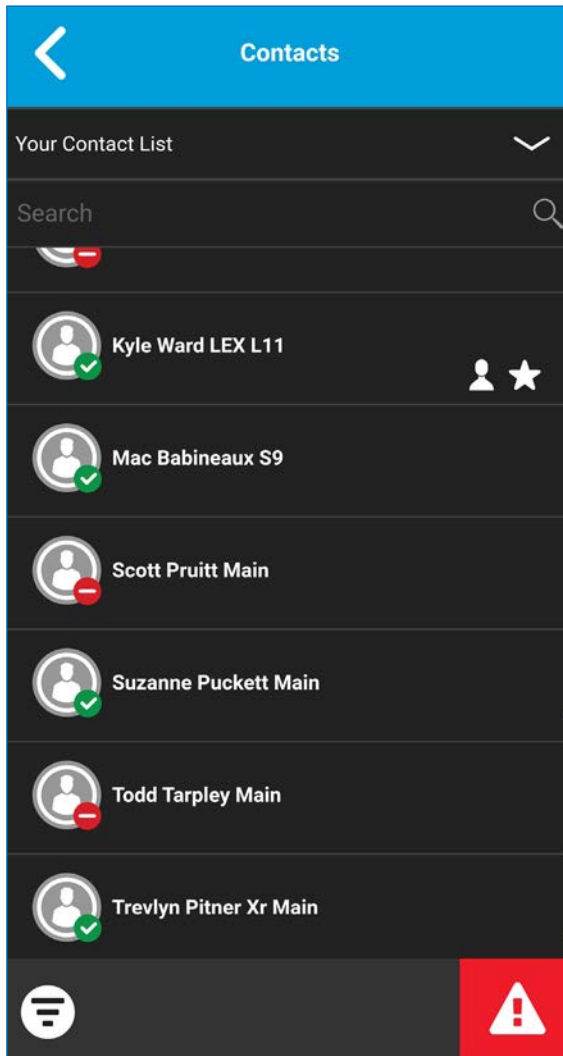 Contacts
Your Contact List
Search
Kyle Ward LEX L11
Mac Babineaux S9
Scott Pruitt Main
Suzanne Puckett Main
Todd Tarpley Main
Trevlyn Pitner Xr Main